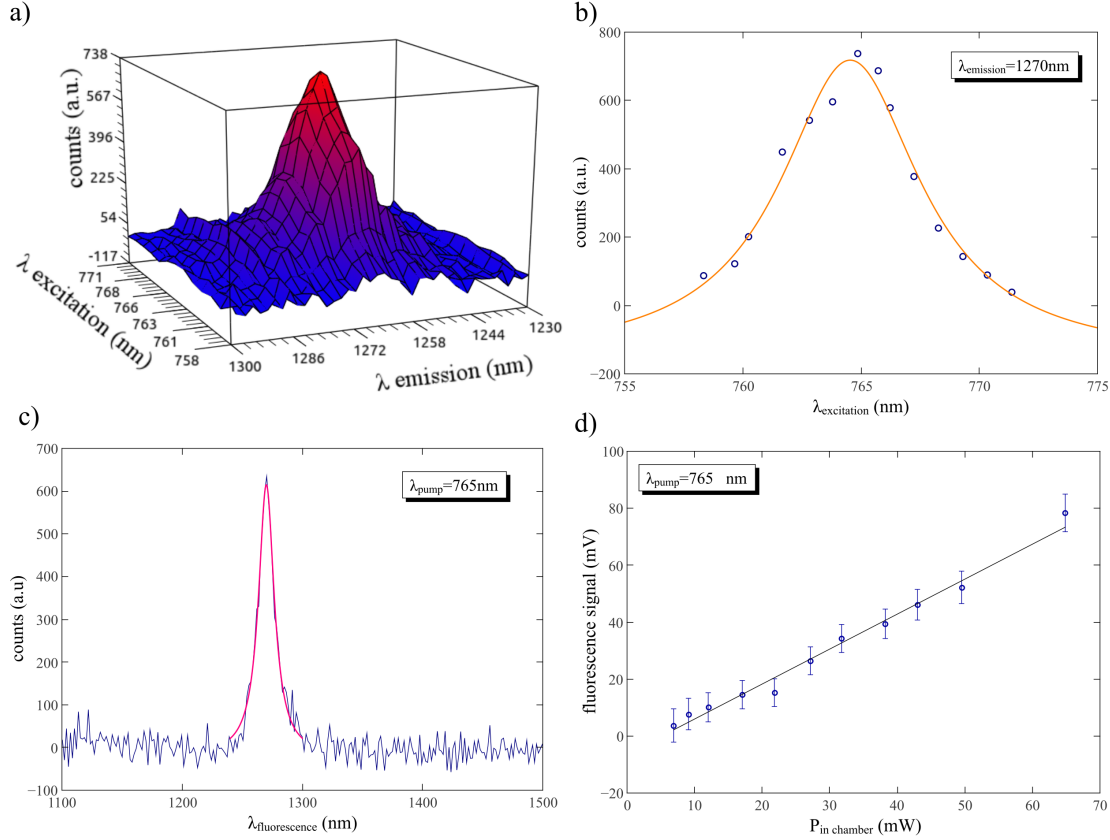 a)
738
567
396
225
54
-117
counts (a.u.)
771
768
766
763
761
758
λ excitation (nm)
1300
1286
1272
1258
1244
1230
λ emission (nm)
b)
800
600
400
200
0
−200
counts (a.u.)
λemission=1270nm
755 760 765 770 775
λexcitation (nm)
c)
700
600
500
400
300
200
100
0
−100
counts (a.u)
λpump=765nm
1100 1200 1300 1400 1500
λfluorescence (nm)
d)
100
80
60
40
20
0
−20
fluorescence signal (mV)
λpump=765 nm
0 10 20 30 40 50 60 70
Pin chamber (mW)